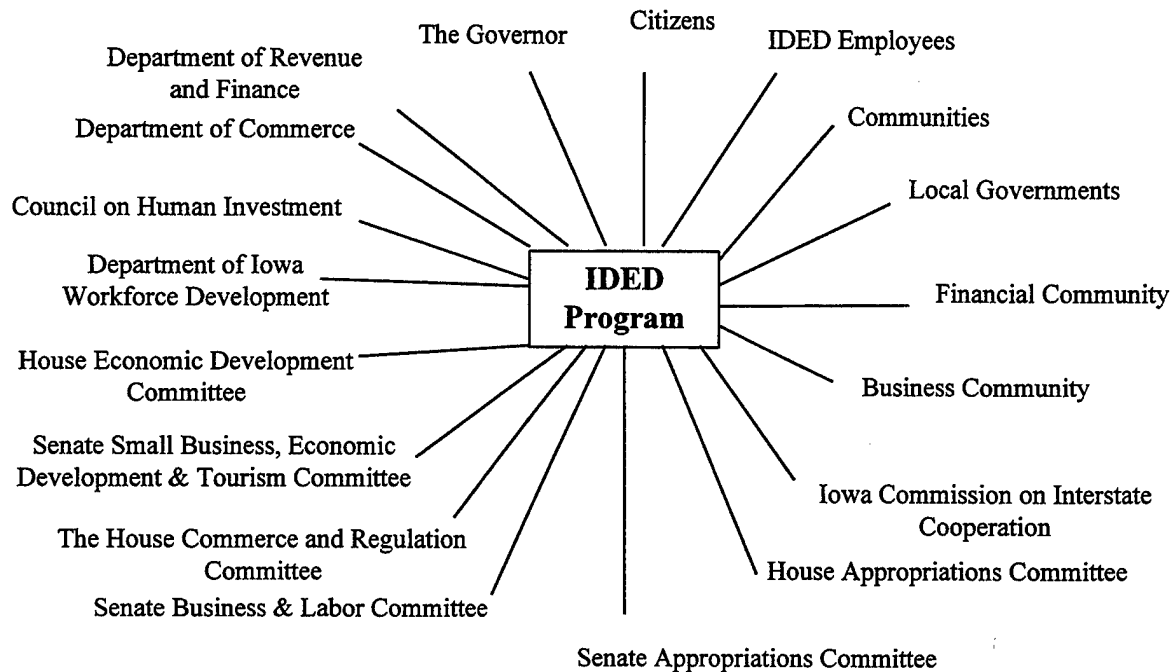 Citizens
The Governor
IDED Employees
Department of Revenue
and Finance
Communities
Department of Commerce
Local Governments
Council on Human Investment
Department of Iowa
Workforce Development
IDED
Program
Financial Community
House Economic Development
Committee
Business Community
Senate Small Business, Economic
Development & Tourism Committee
Iowa Commission on Interstate
Cooperation
The House Commerce and Regulation
Committee
House Appropriations Committee
Senate Business & Labor Committee
Senate Appropriations Committee